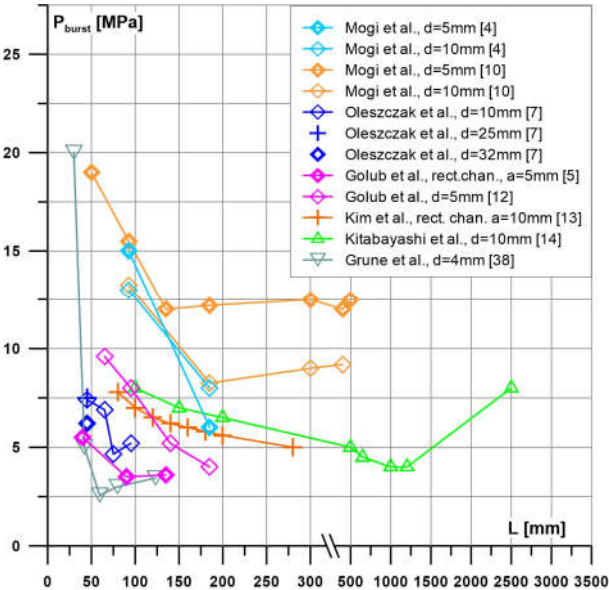 P burst [MPa]
25
20
15
10
5
0
Mogi et al., d=5mm [4]
Mogi et al., d=10mm [4]
Mogi et al., d=5mm [10]
Mogi et al., d=10mm [10]
Oleszczak et al., d=10mm [7]
Oleszczak et al., d=25mm [7]
Oleszczak et al., d=32mm [7]
Golub et al., rect.chan., a=5mm [5]
Golub et al., d=5mm [12]
Kim et al., rect. chan. a=10mm [13]
Kitabayashi et al., d=10mm [14]
Grune et al., d=4mm [38]
L [mm]
0 50 100 150 200 250 300 500 1000 1500 2000 2500 3000 3500